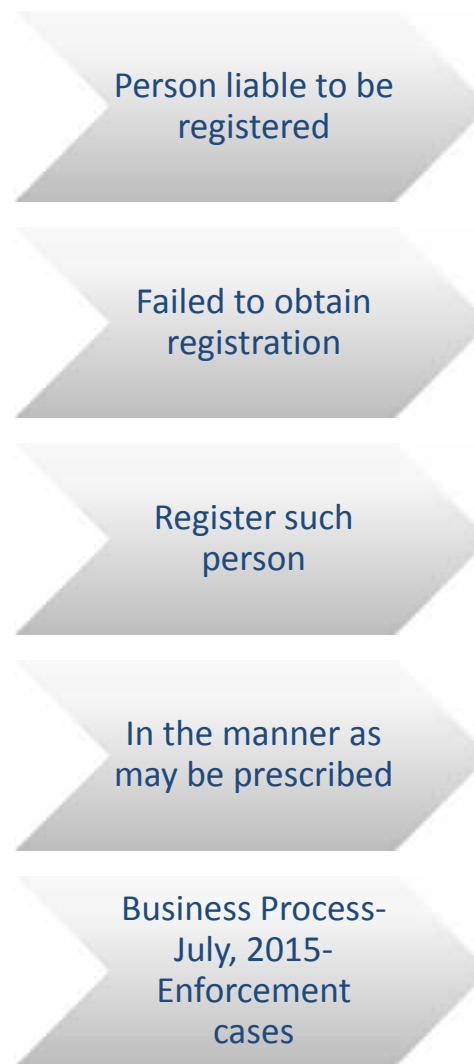 Person liable to be
registered
Failed to obtain
registration
Register such
person
In the manner as
may be prescribed
Business Process-
July, 2015-
Enforcement
cases